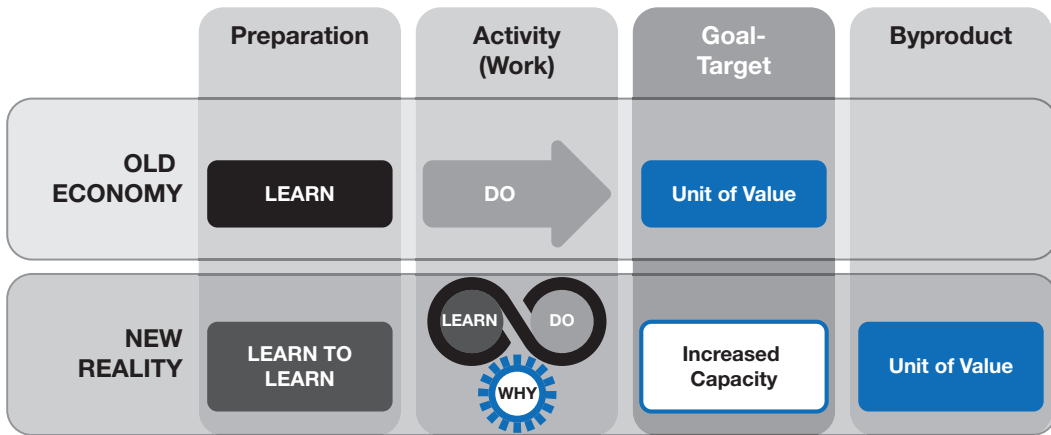 Preparation
Activity
(Work)
Goal-
Target
Byproduct
OLD
ECONOMY
LEARN
DO
Unit of Value
NEW
REALITY
LEARN TO
LEARN
LEARN
DO
WHY
Increased
Capacity
Unit of Value